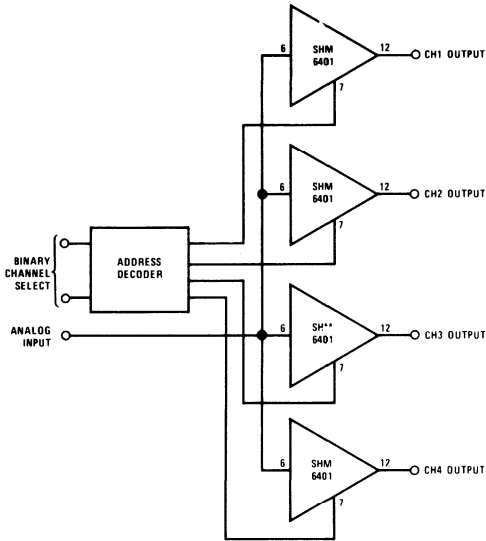 6
SHM
6401
12
CH1 OUTPUT
7
6
SHM
6401
12
CH2 OUTPUT
7
BINARY
CHANNEL
SELECT
ADDRESS
DECODER
ANALOG
INPUT
6
SH**
6401
12
CH3 OUTPUT
7
6
SHM
6401
12
CH4 OUTPUT
7